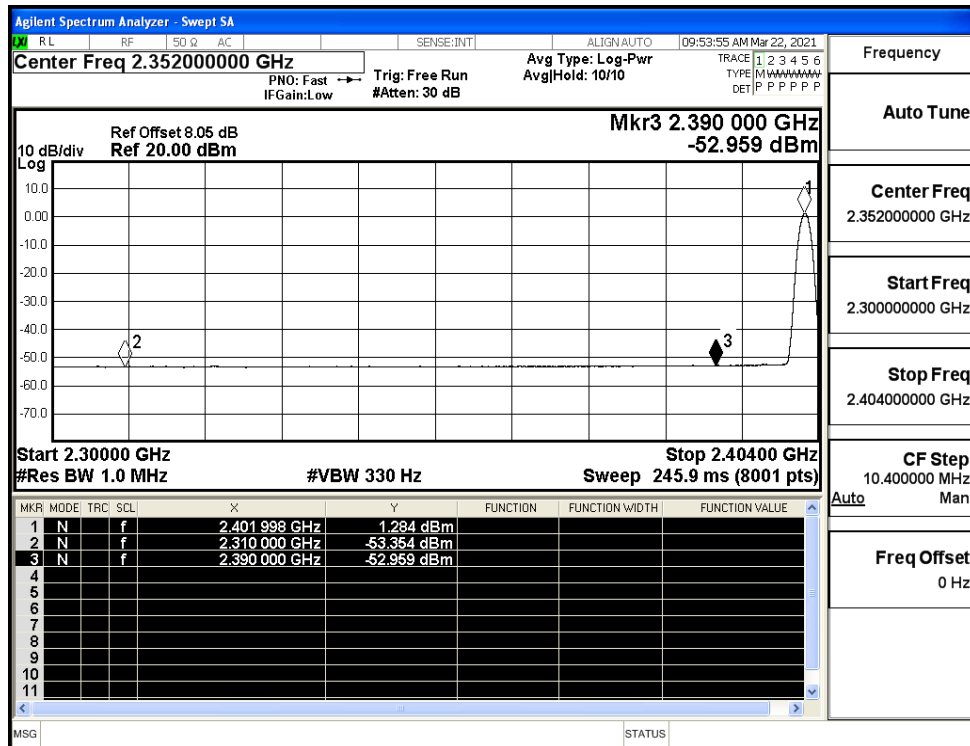 Agilent Spectrum Analyzer - Swept SA
LXI RL RF 50 Ω AC SENSE:INT ALIGNAUTO 09:53:55 AM Mar 22, 2021
Center Freq 2.352000000 GHz
PNO: Fast
IFGain:Low
Trig: Free Run
#Atten: 30 dB
Avg Type: Log-Pwr
Avg|Hold: 10/10
TRACE 1 2 3 4 5 6
TYPE M WWWWW
DET P P P P P P
Mkr3 2.390 000 GHz
-52.959 dBm
Ref Offset 8.05 dB
10 dB/div Ref 20.00 dBm
Log
10.0
0.00
-10.0
-20.0
-30.0
-40.0
-50.0
-60.0
-70.0
1
2
3
Start 2.30000 GHz Stop 2.40400 GHz
#Res BW 1.0 MHz #VBW 330 Hz Sweep 245.9 ms (8001 pts)
MKR MODE TRC SCL X Y FUNCTION FUNCTION WIDTH FUNCTION VALUE
1 N f 2.401 998 GHz 1.284 dBm
2 N f 2.310 000 GHz -53.354 dBm
3 N f 2.390 000 GHz -52.959 dBm
4
5
6
7
8
9
10
11
MSG STATUS
Frequency
Auto Tune
Center Freq
2.352000000 GHz
Start Freq
2.300000000 GHz
Stop Freq
2.404000000 GHz
CF Step
10.400000 MHz
Auto Man
Freq Offset
0 Hz